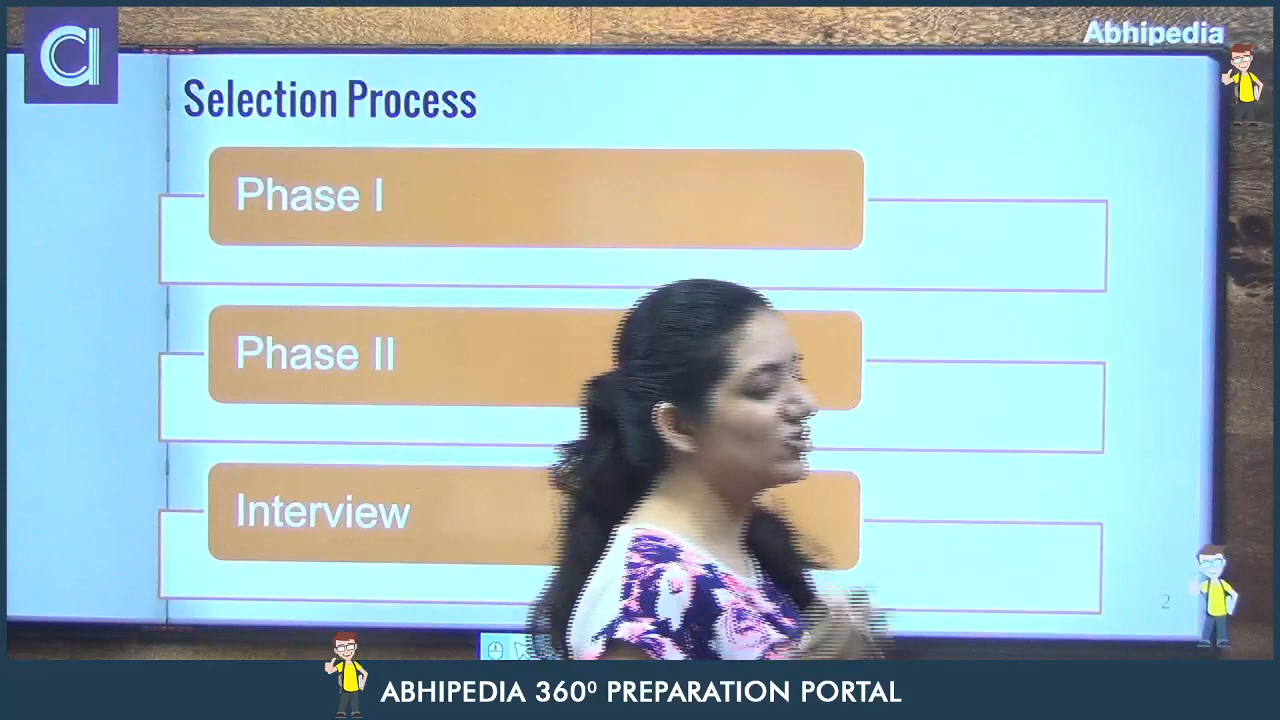 Abhipedia
Selection Process
Phase I
Phase II
Interview
2
ABHIPEDIA 360⁰ PREPARATION PORTAL